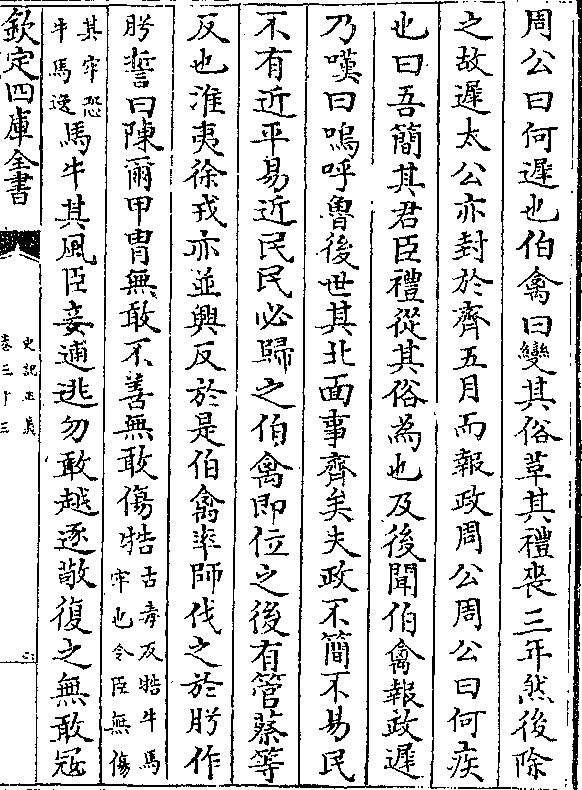 周公曰何遲也伯禽曰變其俗革其禮喪三年然後除
之故遲太公亦封於齊五月而報政周公周公曰何疾
也曰吾簡其君臣禮從其俗為也及後聞伯禽報政遲
乃嘆曰嗚呼魯後世其北面事齊矣夫政不簡不易民
不有近平易近民民必歸之伯禽即位之後有管蔡等
反也淮夷徐戎亦並興反於是伯禽率師伐之於肸作
肸誓曰陳爾甲胄無敢不善無敢傷牿古毒反牿牛馬牢也令臣無傷
其牢恐牛馬逸馬牛其風臣妾逋逃勿敢越逐敬復之無敢寇
欽定四庫全書
史記正義
卷三十三